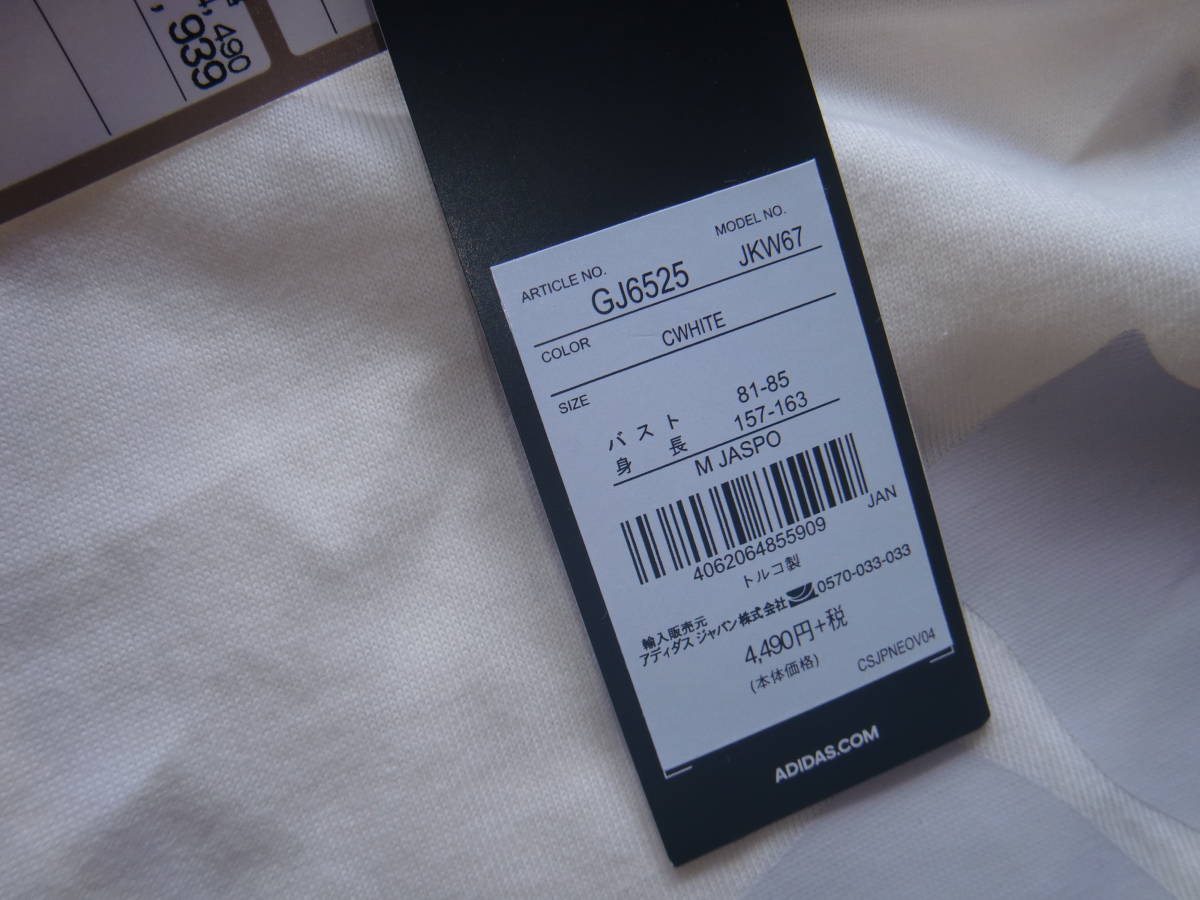 490
939
ARTICLE NO. MODEL NO.
GJ6525 JKW67
COLOR CWHITE
SIZE
バスト 81-85
身長 157-163
M JASPO
JAN
4062064855909
トルコ製
輸入販売元
アディダス ジャパン株式会社 0570-033-033
4,490円+税
(本体価格)
CSJPNEOV04
ADIDAS.COM